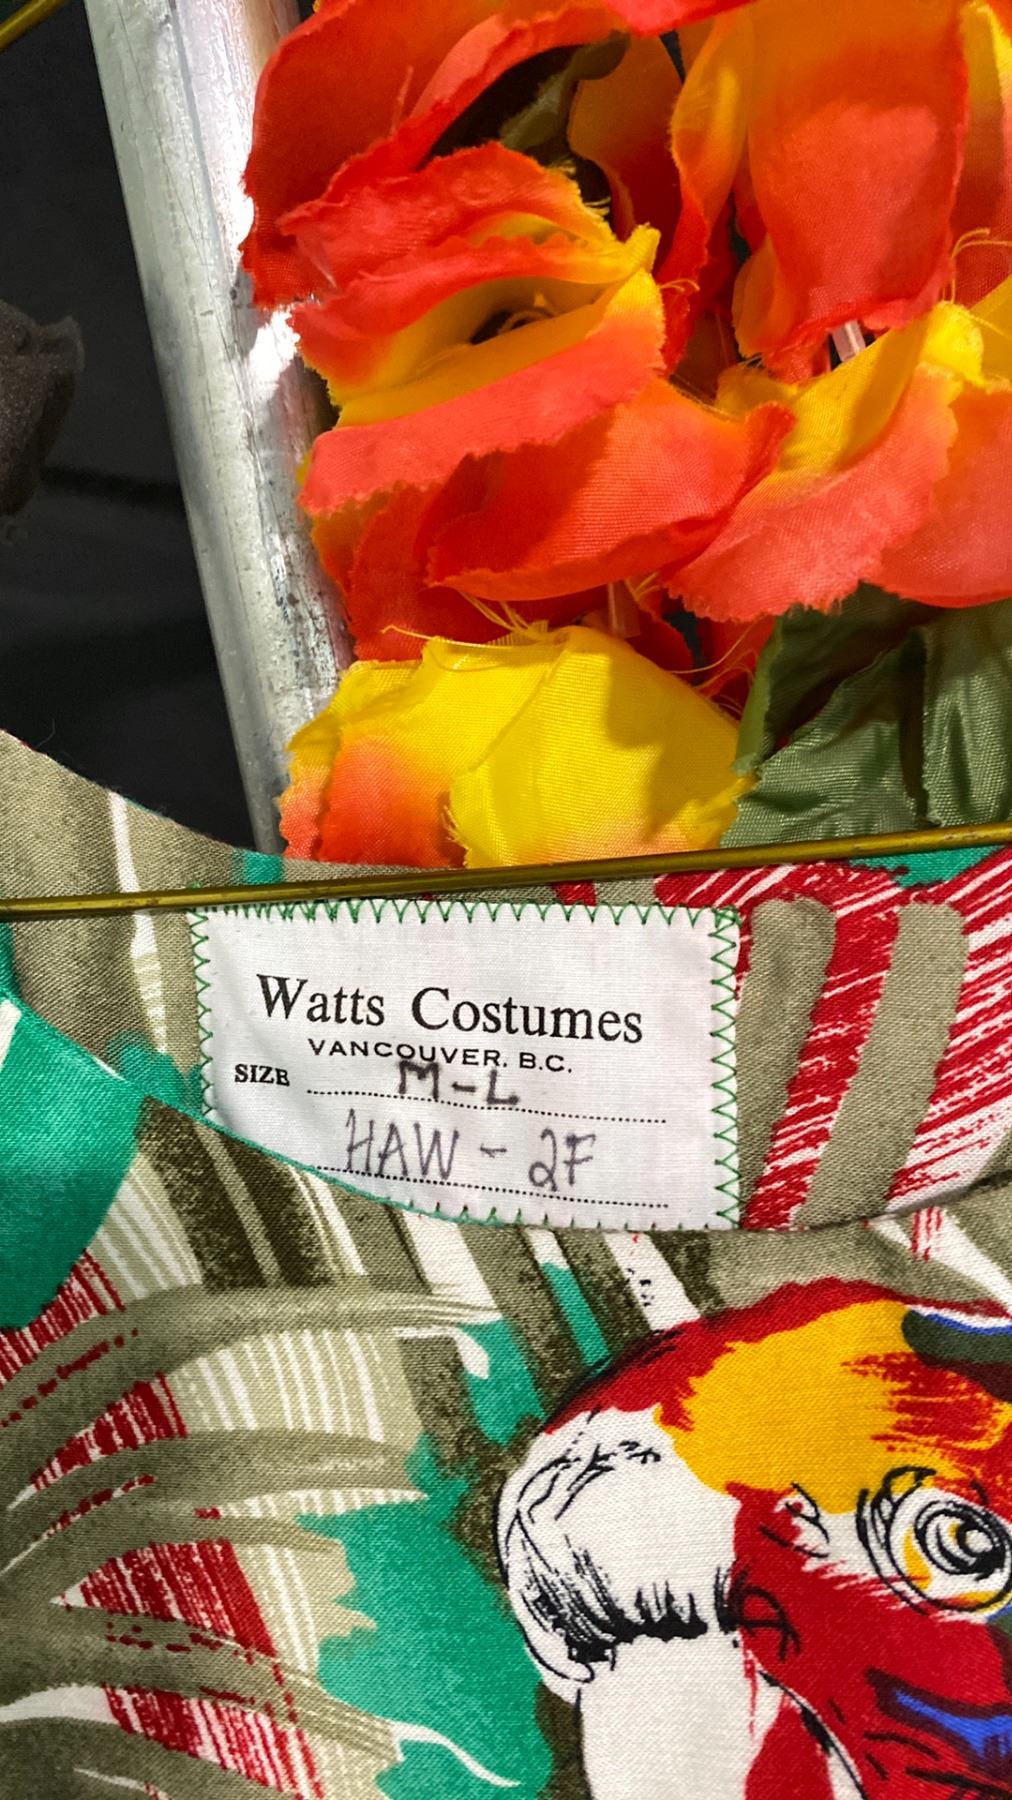 Watts Costumes
VANCOUVER, B.C.
SIZE M-L
HAW - 2F